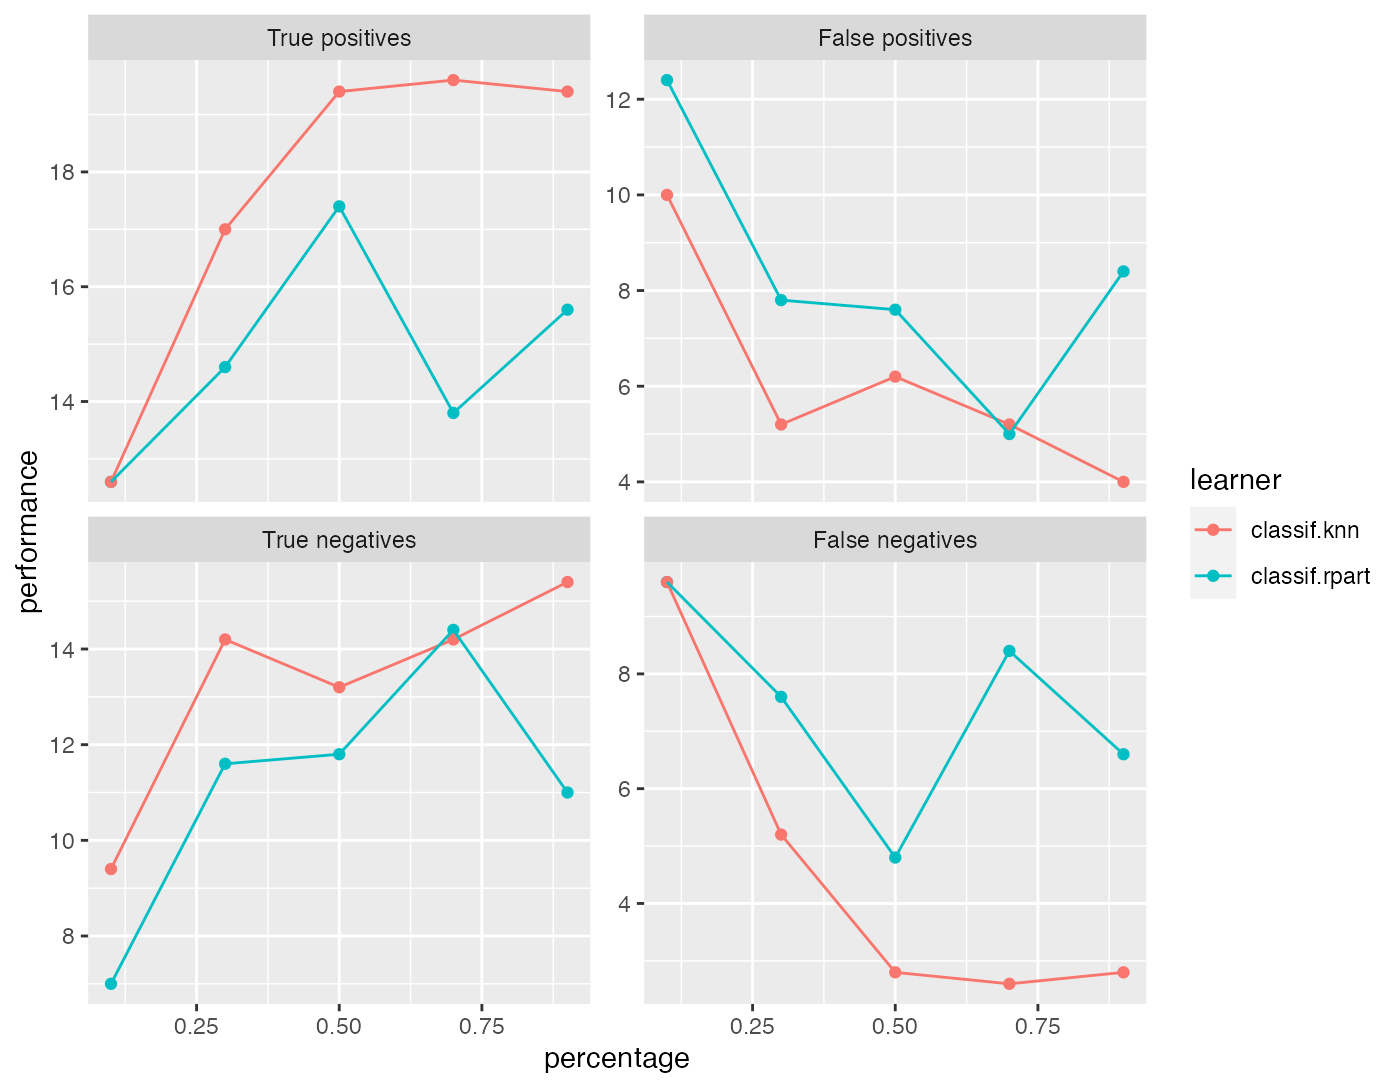 True positives
False positives
18
16
14
12
10
8
6
4
performance
True negatives
False negatives
14
12
10
8
8
6
4
0.25
0.50
0.75
0.25
0.50
0.75
percentage
learner
classif.knn
classif.rpart